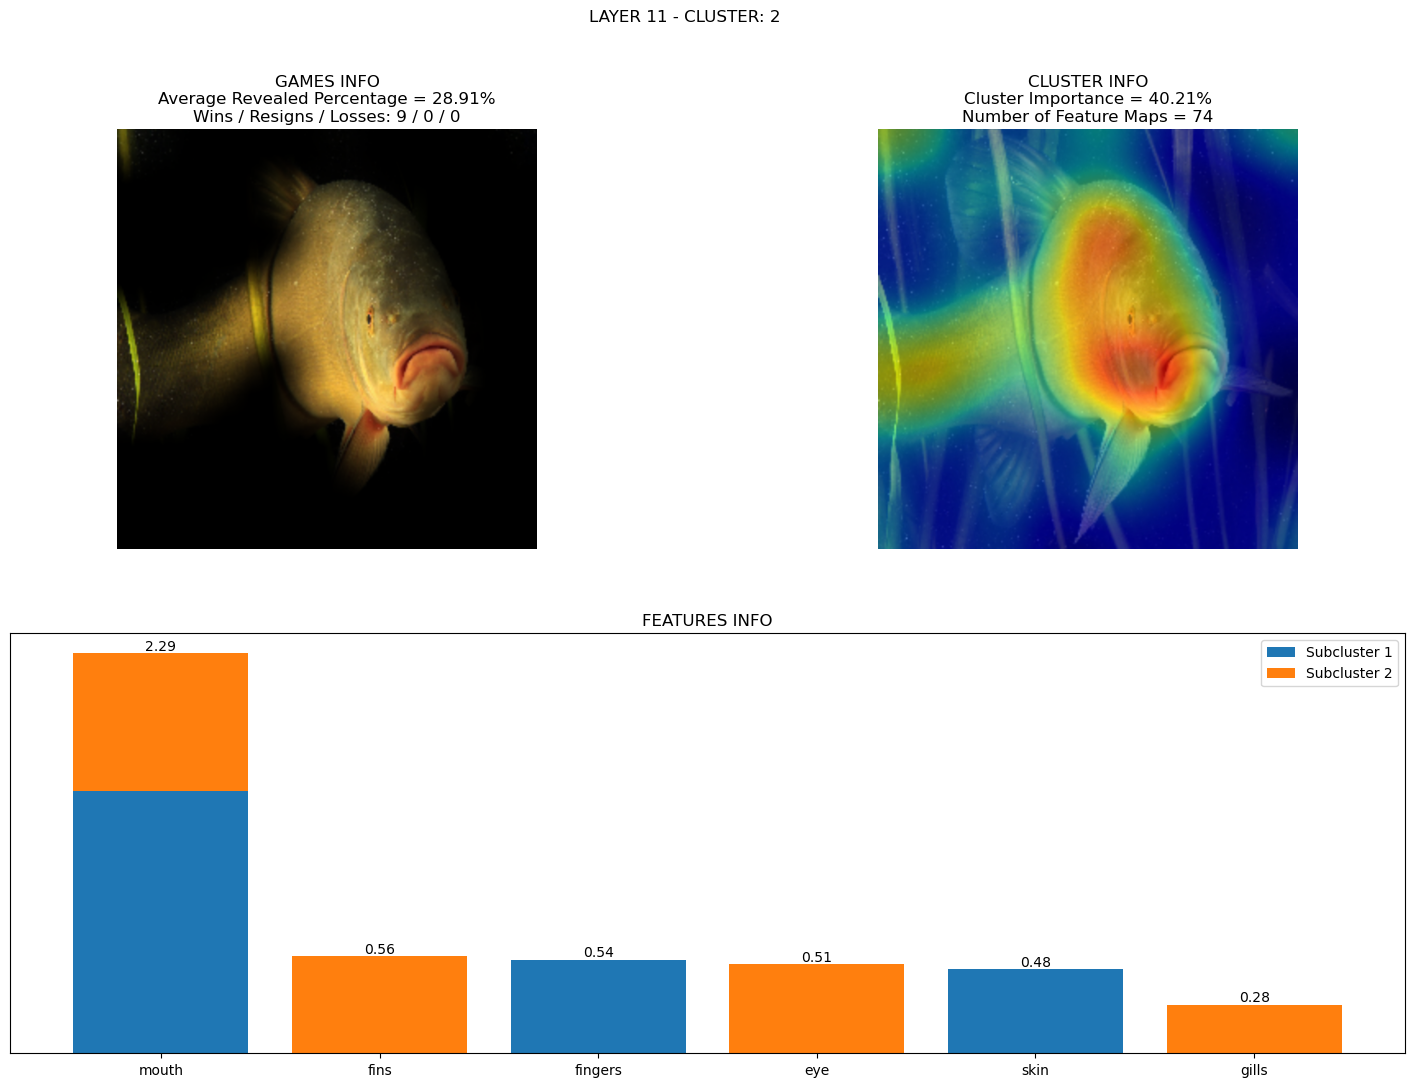 LAYER 11 - CLUSTER: 2
GAMES INFO
Average Revealed Percentage = 28.91%
Wins / Resigns / Losses: 9 / 0 / 0
CLUSTER INFO
Cluster Importance = 40.21%
Number of Feature Maps = 74
FEATURES INFO
Subcluster 1
Subcluster 2
2.29
0.56
0.54
0.51
0.48
0.28
mouth
fins
fingers
eye
skin
gills